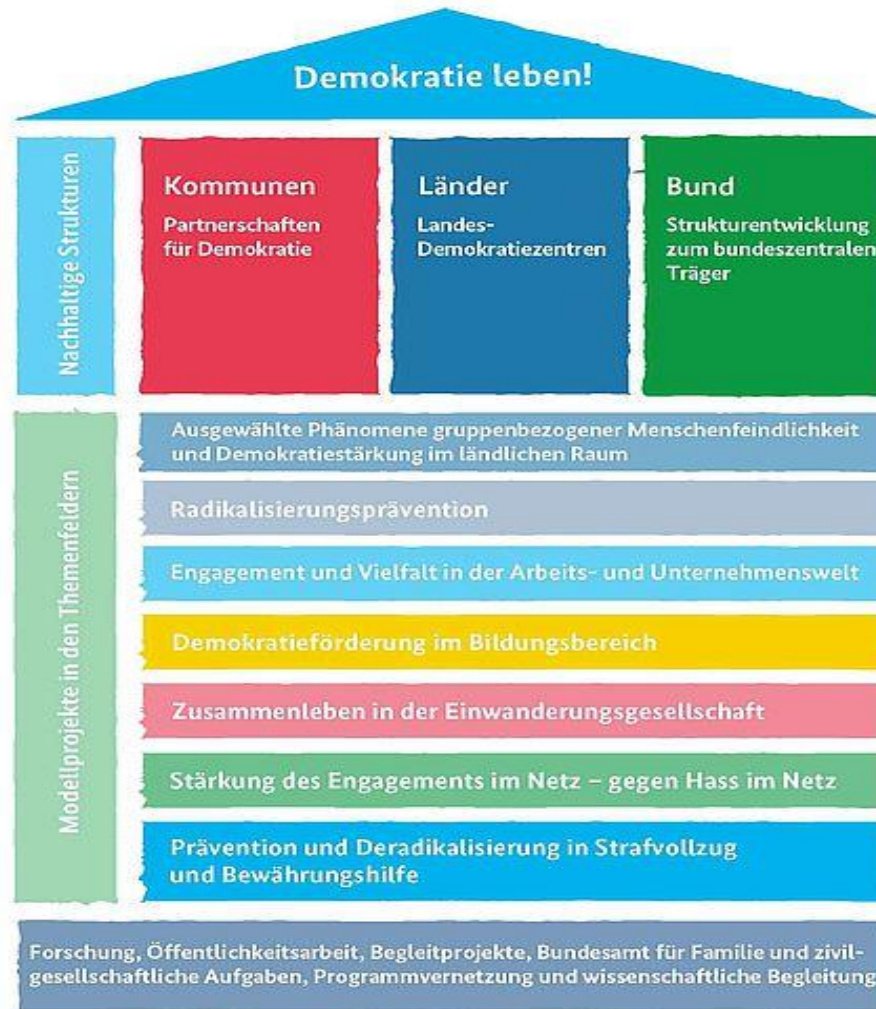 Demokratie leben!
Nachhaltige Strukturen
Kommunen
Partnerschaften
für Demokratie
Länder
Landes-
Demokratiezentren
Bund
Strukturentwicklung
zum bundeszentralen
Träger
Modellprojekte in den Themenfeldern
Ausgewählte Phänomene gruppenbezogener Menschenfeindlichkeit
und Demokratiestärkung im ländlichen Raum
Radikalisierungsprävention
Engagement und Vielfalt in der Arbeits- und Unternehmenswelt
Demokratieförderung im Bildungsbereich
Zusammenleben in der Einwanderungsgesellschaft
Stärkung des Engagements im Netz – gegen Hass im Netz
Prävention und Deradikalisierung in Strafvollzug
und Bewährungshilfe
Forschung, Öffentlichkeitsarbeit, Begleitprojekte, Bundesamt für Familie und zivil-
gesellschaftliche Aufgaben, Programmvernetzung und wissenschaftliche Begleitung